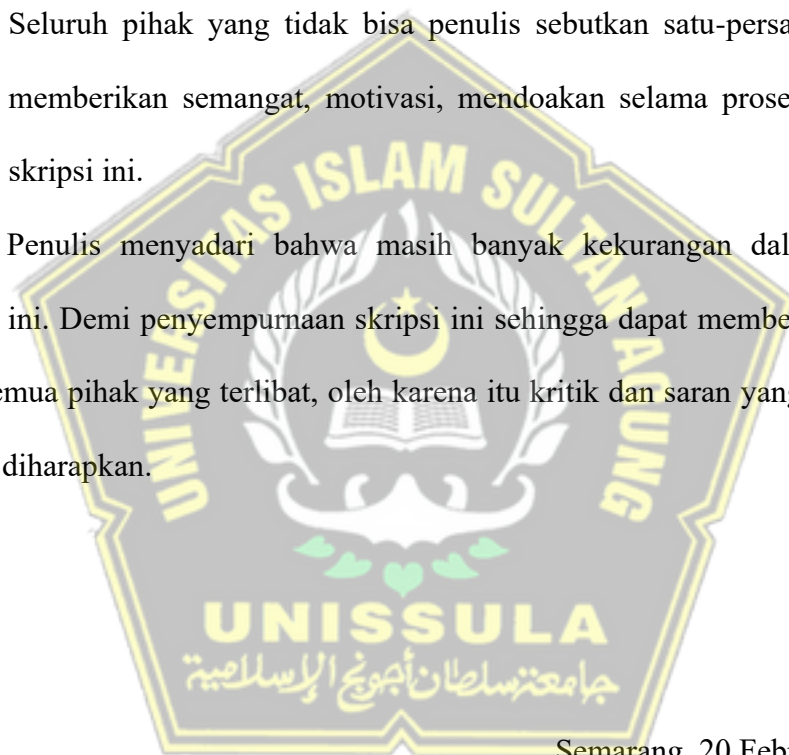 Seluruh pihak yang tidak bisa penulis sebutkan satu-persa
memberikan semangat, motivasi, mendoakan selama prose
skripsi ini.
Penulis menyadari bahwa masih banyak kekurangan dal
ini. Demi penyempurnaan skripsi ini sehingga dapat membe
emua pihak yang terlibat, oleh karena itu kritik dan saran yang
diharapkan.
UNIVERSITAS ISLAM SULTAN AGUNG
UNISSULA
جامعة سلطان أجونج الإسلامية
Semarang, 20 Feb